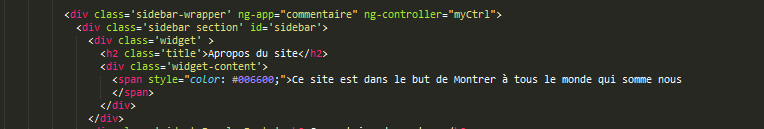 <div class='sidebar-wrapper' ng-app="commentaire" ng-controller="myCtrl">
<div class='sidebar section' id='sidebar'>
<div class='widget' >
<h2 class='title'>Apropos du site</h2>
<div class='widget-content'>
<span style="color: #006600;">Ce site est dans le but de Montrer à tous le monde qui somme nous
</span>
</div>
</div>